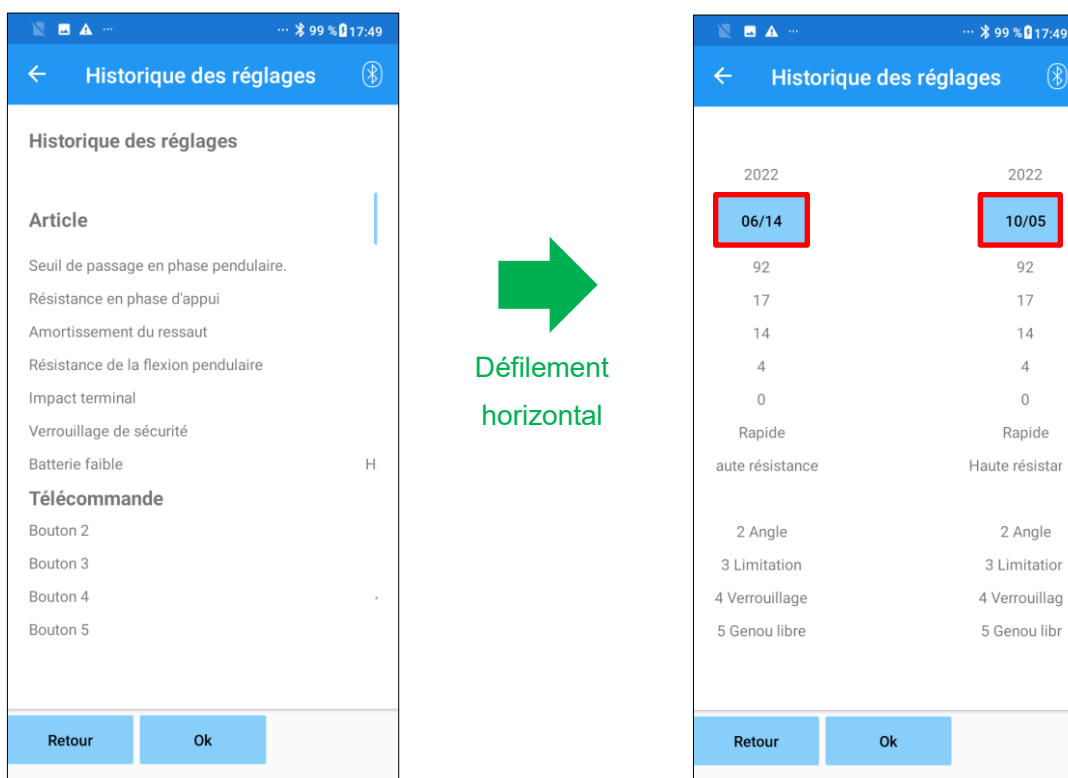 99 % 17:49
Historique des réglages
Historique des réglages
Article
Seuil de passage en phase pendulaire.
Résistance en phase d'appui
Amortissement du ressaut
Résistance de la flexion pendulaire
Impact terminal
Verrouillage de sécurité
Batterie faible H
Télécommande
Bouton 2
Bouton 3
Bouton 4
Bouton 5
Retour Ok
Défilement
horizontal
99 % 17:49
Historique des réglages
2022 2022
06/14 10/05
92 92
17 17
14 14
4 4
0 0
Rapide Rapide
aute résistance Haute résistar
2 Angle 2 Angle
3 Limitation 3 Limitatior
4 Verrouillage 4 Verrouillag
5 Genou libre 5 Genou libr
Retour Ok